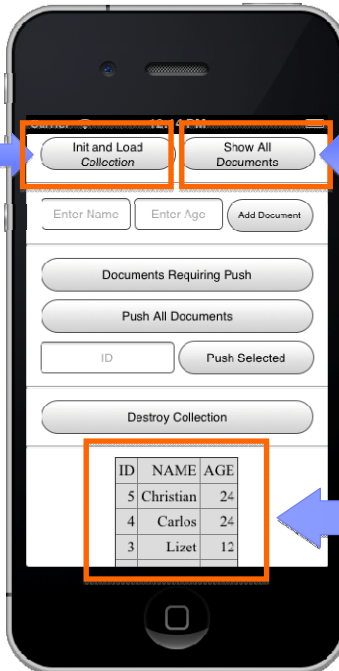 Init and Load
Collection
Show All
Documents
Enter Name
Enter Age
Add Document
Documents Requiring Push
Push All Documents
ID
Push Selected
Destroy Collection
ID NAME AGE
5 Christian 24
4 Carlos 24
3 Lizet 12